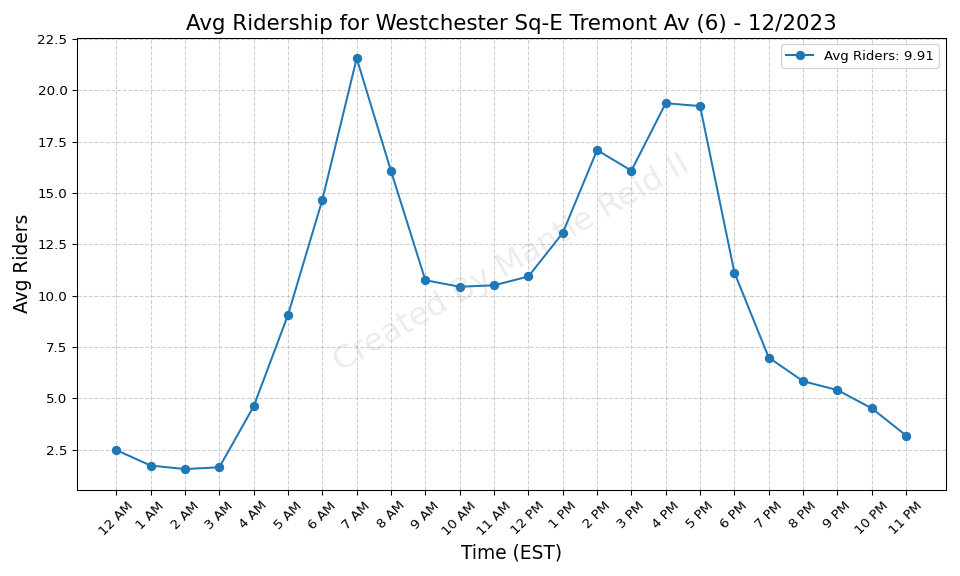 Avg Ridership for Westchester Sq-E Tremont Av (6) - 12/2023
Avg Riders: 9.91
22.5
20.0
17.5
15.0
12.5
10.0
7.5
5.0
2.5
Avg Riders
Created By Mantie Reid II
12 AM
1 AM
2 AM
3 AM
4 AM
5 AM
6 AM
7 AM
8 AM
9 AM
10 AM
11 AM
12 PM
1 PM
2 PM
3 PM
4 PM
5 PM
6 PM
7 PM
8 PM
9 PM
10 PM
11 PM
Time (EST)